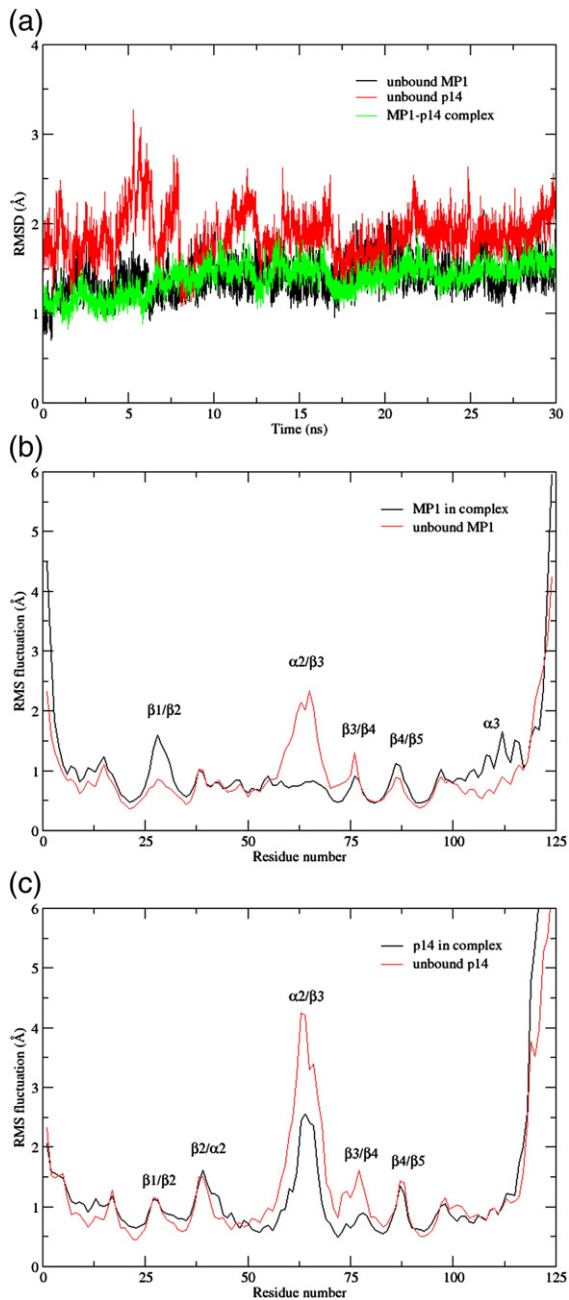 (a)
4
3
2
1
0
RMSD (Å)
unbound MP1
unbound p14
MP1-p14 complex
0 5 10 15 20 25 30
Time (ns)
(b)
6
5
4
3
2
1
0
RMS fluctuation (Å)
MP1 in complex
unbound MP1
β1/β2
α2/β3
β3/β4
β4/β5
α3
0 25 50 75 100 125
Residue number
(c)
6
5
4
3
2
1
0
RMS fluctuation (Å)
p14 in complex
unbound p14
α2/β3
β1/β2
β2/α2
β3/β4
β4/β5
0 25 50 75 100 125
Residue number